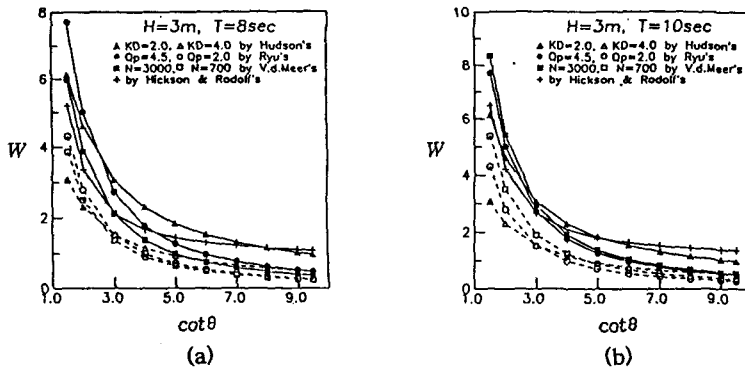 H=3m, T=8sec
▲ KD=2.0, ▲ KD=4.0 by Hudson's
● Qp=4.5, ○ Qp=2.0 by Ryu's
■ N=3000, □ N=700 by V.d.Meer's
+ by Hickson & Rodolf's
W
8
6
4
2
0
1.0 3.0 5.0 7.0 9.0
cotθ
(a)
H=3m, T=10sec
▲ KD=2.0, ▲ KD=4.0 by Hudson's
● Qp=4.5, ○ Qp=2.0 by Ryu's
■ N=3000, □ N=700 by V.d.Meer's
+ by Hickson & Rodolf's
W
10
8
6
4
2
0
1.0 3.0 5.0 7.0 9.0
cotθ
(b)